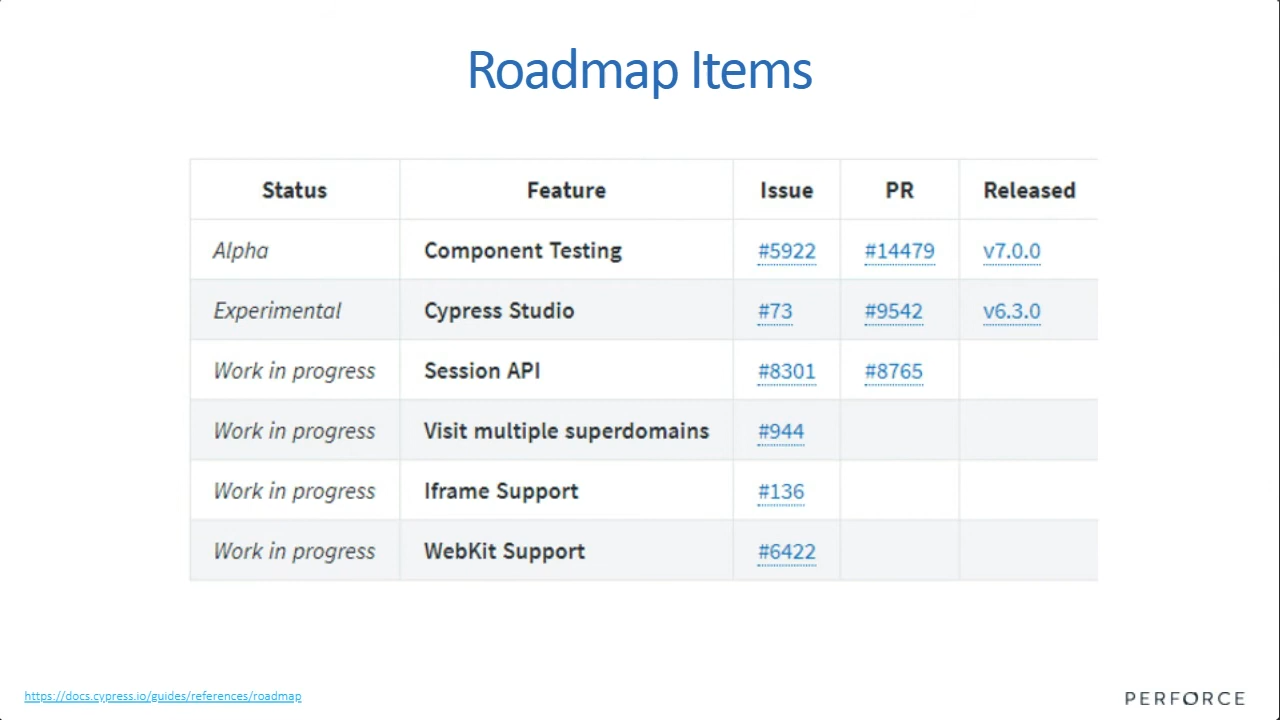 Roadmap Items
Status Feature Issue PR Released
Alpha Component Testing #5922 #14479 v7.0.0
Experimental Cypress Studio #73 #9542 v6.3.0
Work in progress Session API #8301 #8765
Work in progress Visit multiple superdomains #944
Work in progress Iframe Support #136
Work in progress WebKit Support #6422
https://docs.cypress.io/guides/references/roadmap
PERFORCE